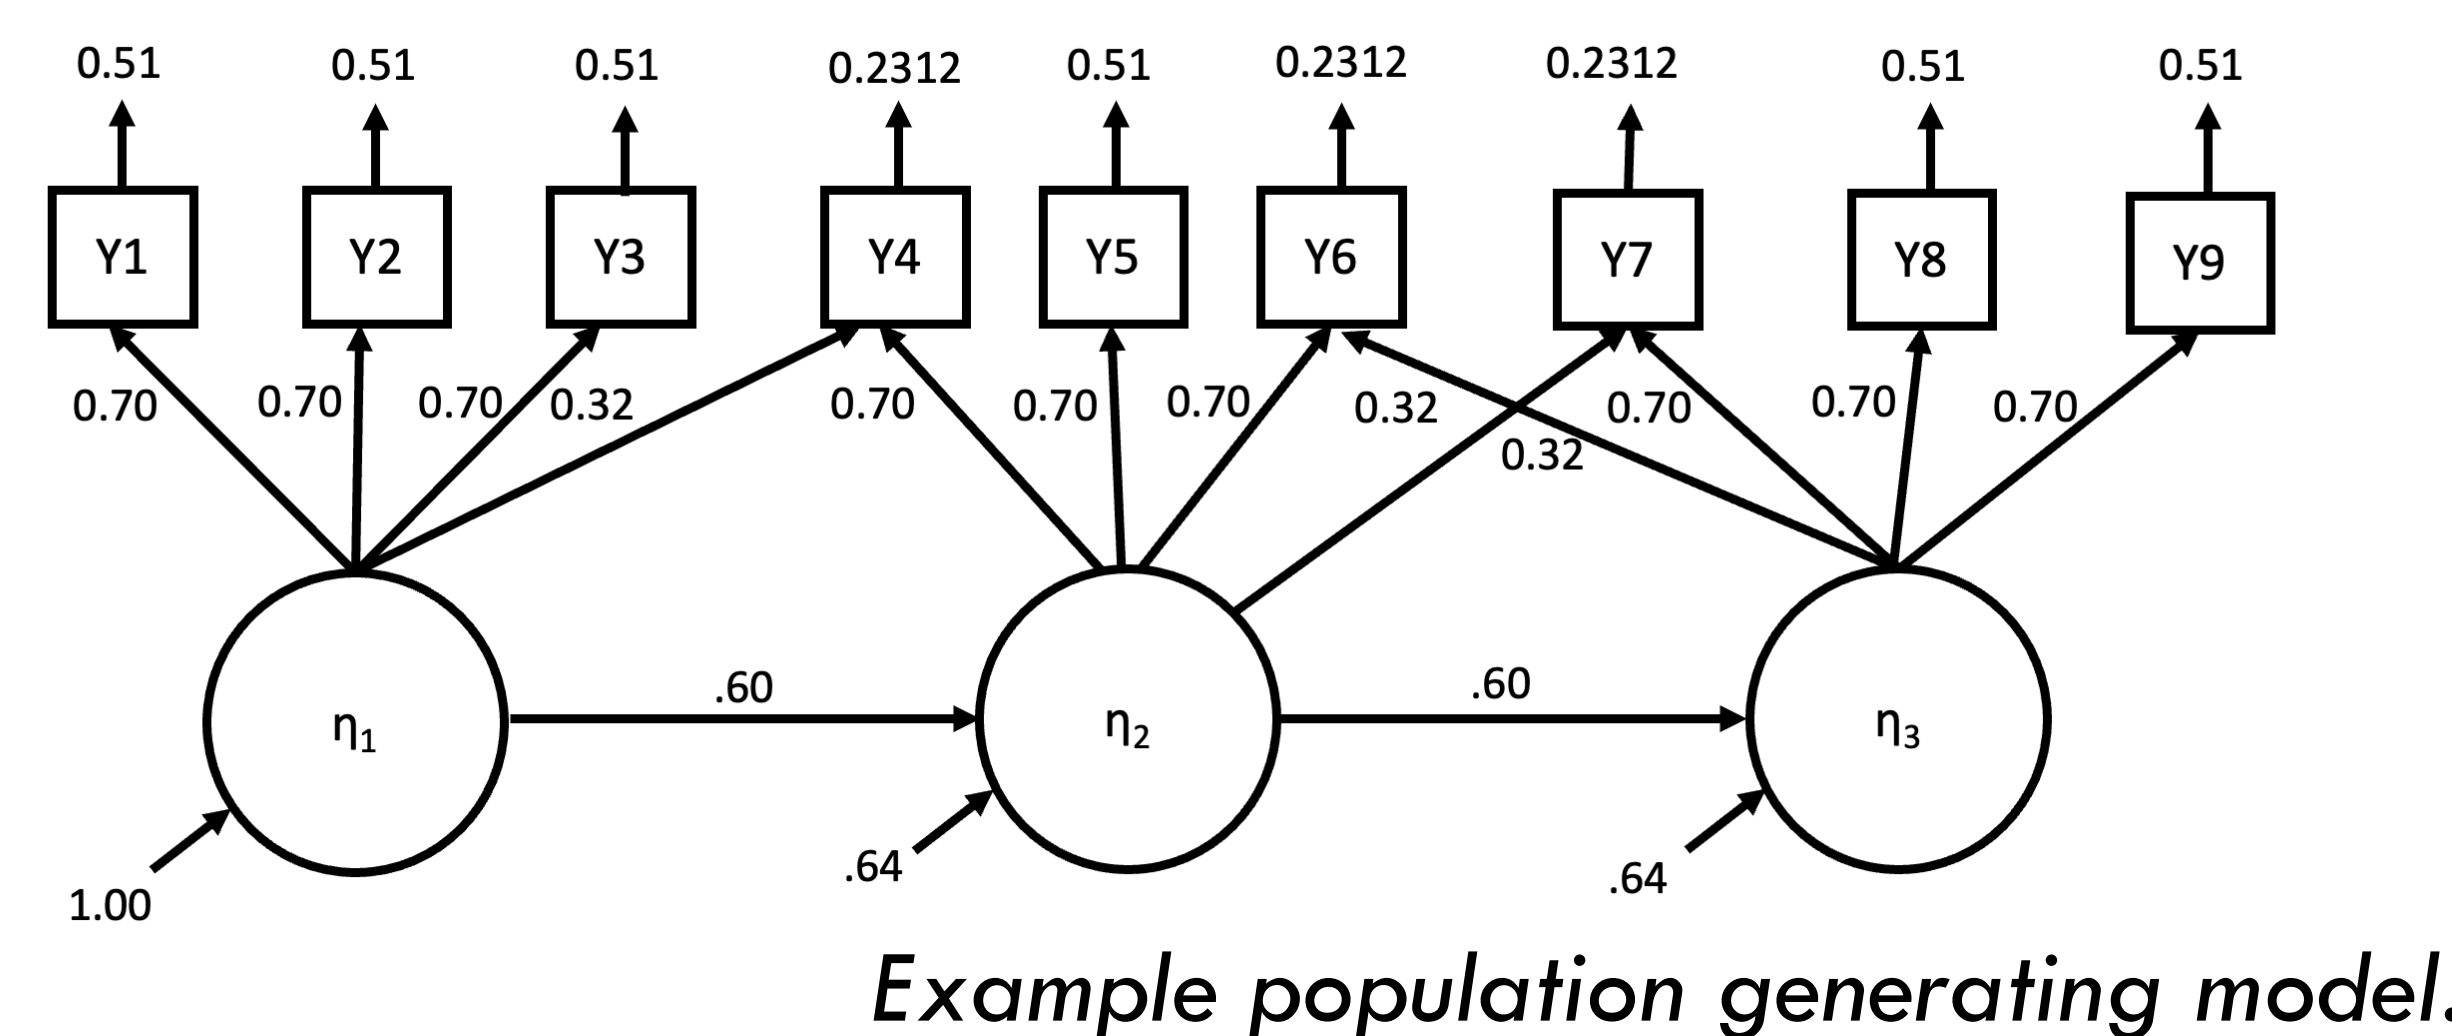 0.51 0.51 0.51 0.2312 0.51 0.2312 0.2312 0.51 0.51
Y1 Y2 Y3 Y4 Y5 Y6 Y7 Y8 Y9
0.70 0.70 0.70 0.32 0.70 0.70 0.70 0.32 0.70 0.70 0.70
0.32
.60 .60
η1 η2 η3
1.00 .64 .64
Example population generating model.